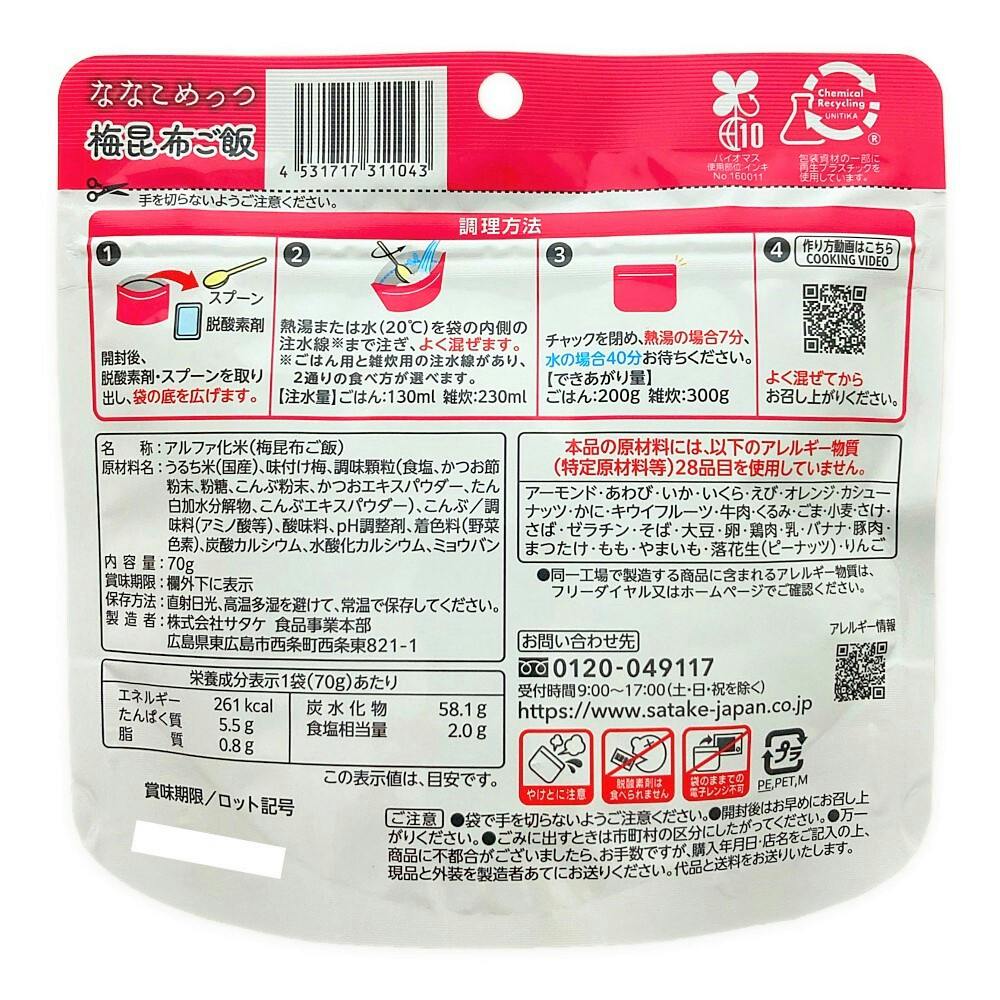 ななこめっつ
梅昆布ご飯
4 531717 311043
10
バイオマス
使用部位 インキ
No.160011
Chemical
Recycling
UNITIKA
®
包装資材の一部に
再生プラスチックを
使用しています。
手を切らないようご注意ください。
調理方法
1
スプーン
脱酸素剤
開封後、
脱酸素剤・スプーンを取り
出し、袋の底を広げます。
2
熱湯または水(20℃)を袋の内側の
注水線※まで注ぎ、よく混ぜます。
※ごはん用と雑炊用の注水線があり、
2通りの食べ方が選べます。
【注水量】ごはん:130ml 雑炊:230ml
3
チャックを閉め、熱湯の場合7分、
水の場合40分お待ちください。
【できあがり量】
ごはん:200g 雑炊:300g
4
作り方動画はこちら
COOKING VIDEO
よく混ぜてから
お召し上がりください。
名称:アルファ化米(梅昆布ご飯)
原材料名:うるち米(国産)、味付け梅、調味顆粒(食塩、かつお節
粉末、粉糖、こんぶ粉末、かつおエキスパウダー、たん
白加水分解物、こんぶエキスパウダー)、こんぶ/調
味料(アミノ酸等)、酸味料、pH調整剤、着色料(野菜
色素)、炭酸カルシウム、水酸化カルシウム、ミョウバン
内容量:70g
賞味期限:欄外下に表示
保存方法:直射日光、高温多湿を避けて、常温で保存してください。
製造者:株式会社サタケ 食品事業本部
広島県東広島市西条町西条東821-1
栄養成分表示1袋(70g)あたり
エネルギー 261 kcal
たんぱく質 5.5 g
脂質 0.8 g
炭水化物 58.1 g
食塩相当量 2.0 g
この表示値は、目安です。
賞味期限/ロット記号
本品の原材料には、以下のアレルギー物質
(特定原材料等)28品目を使用していません。
アーモンド・あわび・いか・いくら・えび・オレンジ・カシュー
ナッツ・かに・キウイフルーツ・牛肉・くるみ・ごま・小麦・さけ・
さば・ゼラチン・そば・大豆・卵・鶏肉・乳・バナナ・豚肉・
まつたけ・もも・やまいも・落花生(ピーナッツ)・りんご
●同一工場で製造する商品に含まれるアレルギー物質は、
フリーダイヤル又はホームページでご確認ください。
お問い合わせ先
0120-049117
受付時間9:00〜17:00(土・日・祝を除く)
https://www.satake-japan.co.jp
アレルギー情報
やけどに注意
脱酸素剤は
食べられません
袋のままでの
電子レンジ不可
プラ
PE,PET,M
ご注意 ●袋で手を切らないようご注意ください。●開封後はお早めにお召し上
がりください。●ごみに出すときは市町村の区分にしたがってください。●万一
商品に不都合がございましたら、お手数ですが、購入年月日・店名をご記入の上、
現品と外装を製造者あてにお送りください。代品と送料をお送りいたします。